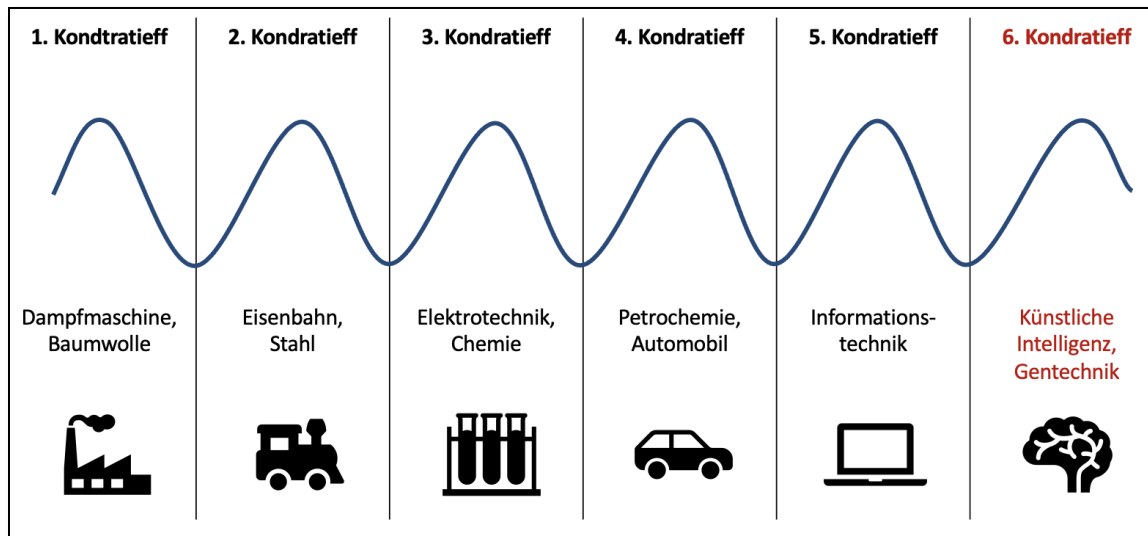 1. Kondtratieff
2. Kondratieff
3. Kondratieff
4. Kondratieff
5. Kondratieff
6. Kondratieff
Dampfmaschine,
Baumwolle
Eisenbahn,
Stahl
Elektrotechnik,
Chemie
Petrochemie,
Automobil
Informations-
technik
Künstliche
Intelligenz,
Gentechnik